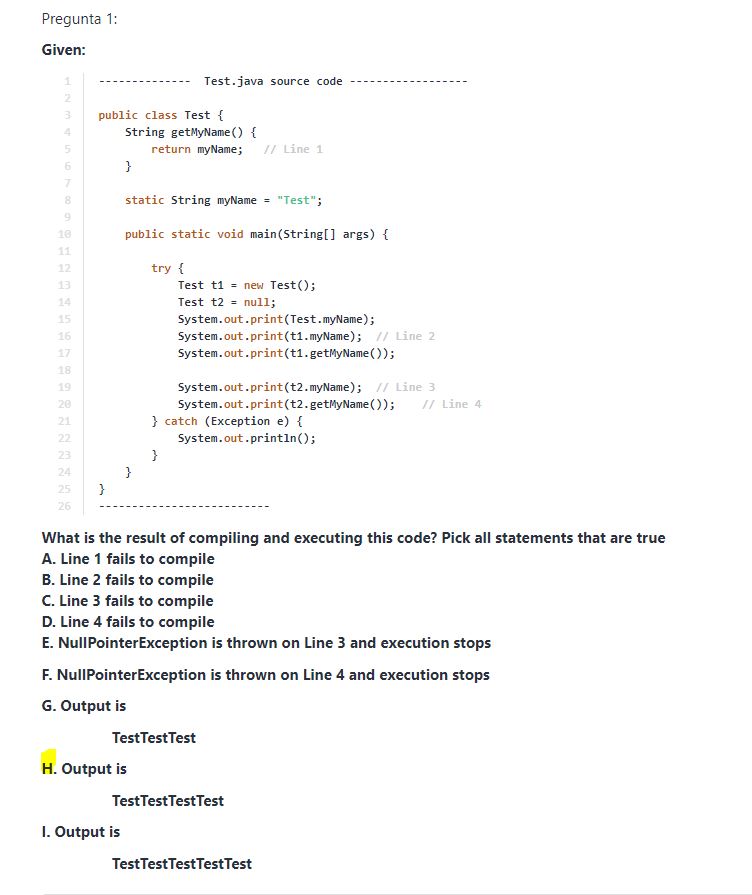 Pregunta 1:
Given:
1 -------------- Test.java source code ------------------
2
3 public class Test {
4     String getMyName() {
5         return myName;   // Line 1
6     }
7
8     static String myName = "Test";
9
10     public static void main(String[] args) {
11
12         try {
13             Test t1 = new Test();
14             Test t2 = null;
15             System.out.print(Test.myName);
16             System.out.print(t1.myName);  // Line 2
17             System.out.print(t1.getMyName());
18
19             System.out.print(t2.myName);  // Line 3
20             System.out.print(t2.getMyName());    // Line 4
21         } catch (Exception e) {
22             System.out.println();
23         }
24     }
25 }
26 --------------------------
What is the result of compiling and executing this code? Pick all statements that are true
A. Line 1 fails to compile
B. Line 2 fails to compile
C. Line 3 fails to compile
D. Line 4 fails to compile
E. NullPointerException is thrown on Line 3 and execution stops
F. NullPointerException is thrown on Line 4 and execution stops
G. Output is
TestTestTest
H. Output is
TestTestTestTest
I. Output is
TestTestTestTestTest